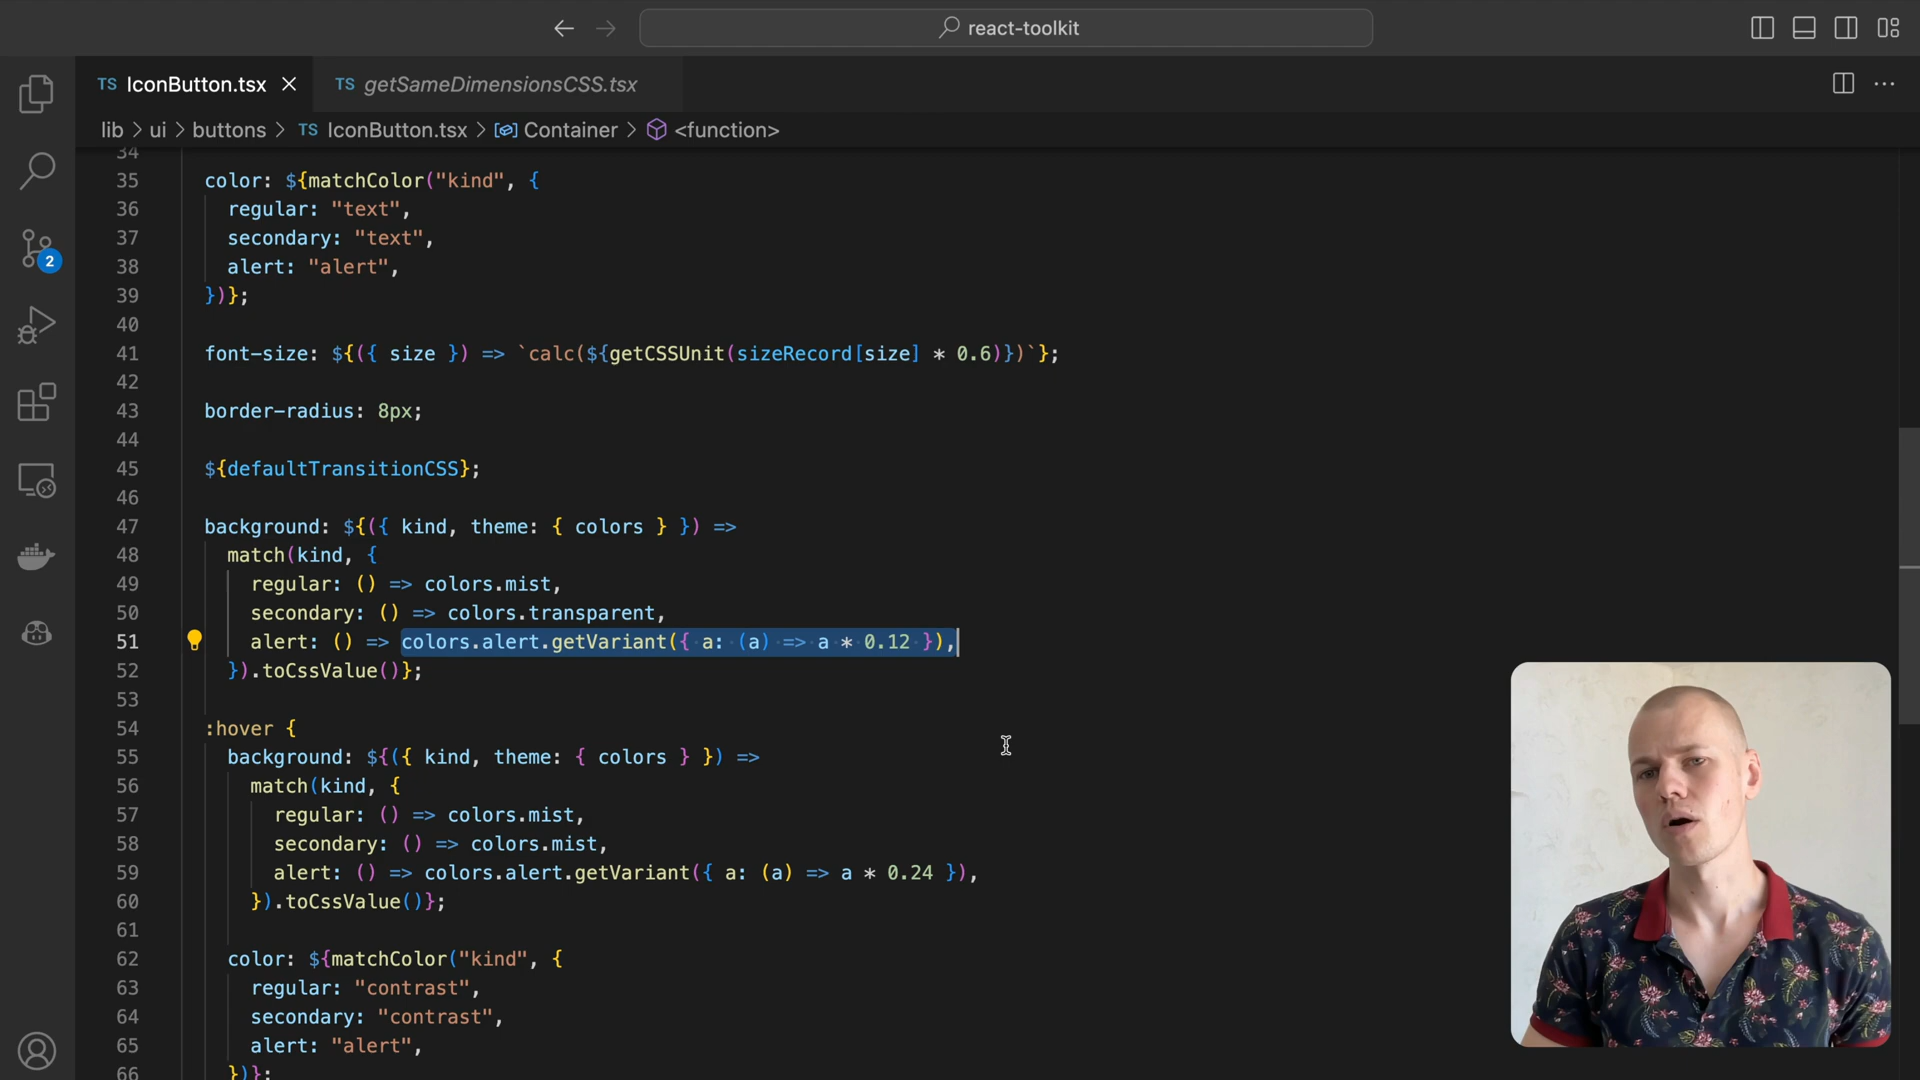 react-toolkit
TS IconButton.tsx
TS getSameDimensionsCSS.tsx
lib > ui > buttons > TS IconButton.tsx > Container > <function>
34
35 color: ${matchColor("kind", {
36 regular: "text",
37 secondary: "text",
38 alert: "alert",
39 })};
40
41 font-size: ${({ size }) => `calc(${getCSSUnit(sizeRecord[size] * 0.6)})`};
42
43 border-radius: 8px;
44
45 ${defaultTransitionCSS};
46
47 background: ${({ kind, theme: { colors } }) =>
48 match(kind, {
49 regular: () => colors.mist,
50 secondary: () => colors.transparent,
51 alert: () => colors.alert.getVariant({ a: (a) => a * 0.12 }),
52 }).toCssValue()};
53
54 :hover {
55 background: ${({ kind, theme: { colors } }) =>
56 match(kind, {
57 regular: () => colors.mist,
58 secondary: () => colors.mist,
59 alert: () => colors.alert.getVariant({ a: (a) => a * 0.24 }),
60 }).toCssValue()};
61
62 color: ${matchColor("kind", {
63 regular: "contrast",
64 secondary: "contrast",
65 alert: "alert",
66 })};
2